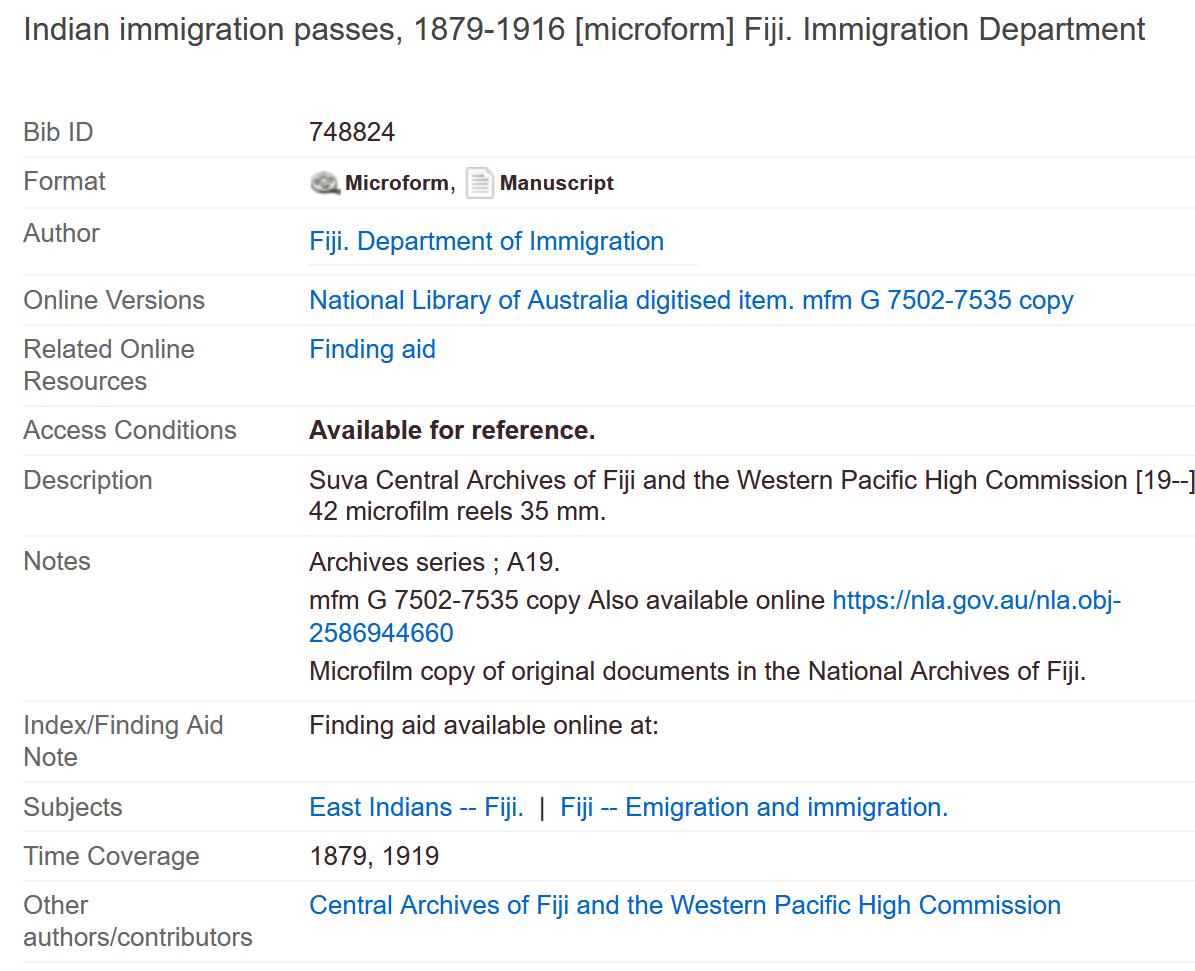 Indian immigration passes, 1879-1916 [microform] Fiji. Immigration Department
Bib ID 748824
Format Microform, Manuscript
Author Fiji. Department of Immigration
Online Versions National Library of Australia digitised item. mfm G 7502-7535 copy
Related Online Finding aid
Resources
Access Conditions Available for reference.
Description Suva Central Archives of Fiji and the Western Pacific High Commission [19--]
42 microfilm reels 35 mm.
Notes Archives series ; A19.
mfm G 7502-7535 copy Also available online https://nla.gov.au/nla.obj-
2586944660
Microfilm copy of original documents in the National Archives of Fiji.
Index/Finding Aid Finding aid available online at:
Note
Subjects East Indians -- Fiji. | Fiji -- Emigration and immigration.
Time Coverage 1879, 1919
Other Central Archives of Fiji and the Western Pacific High Commission
authors/contributors